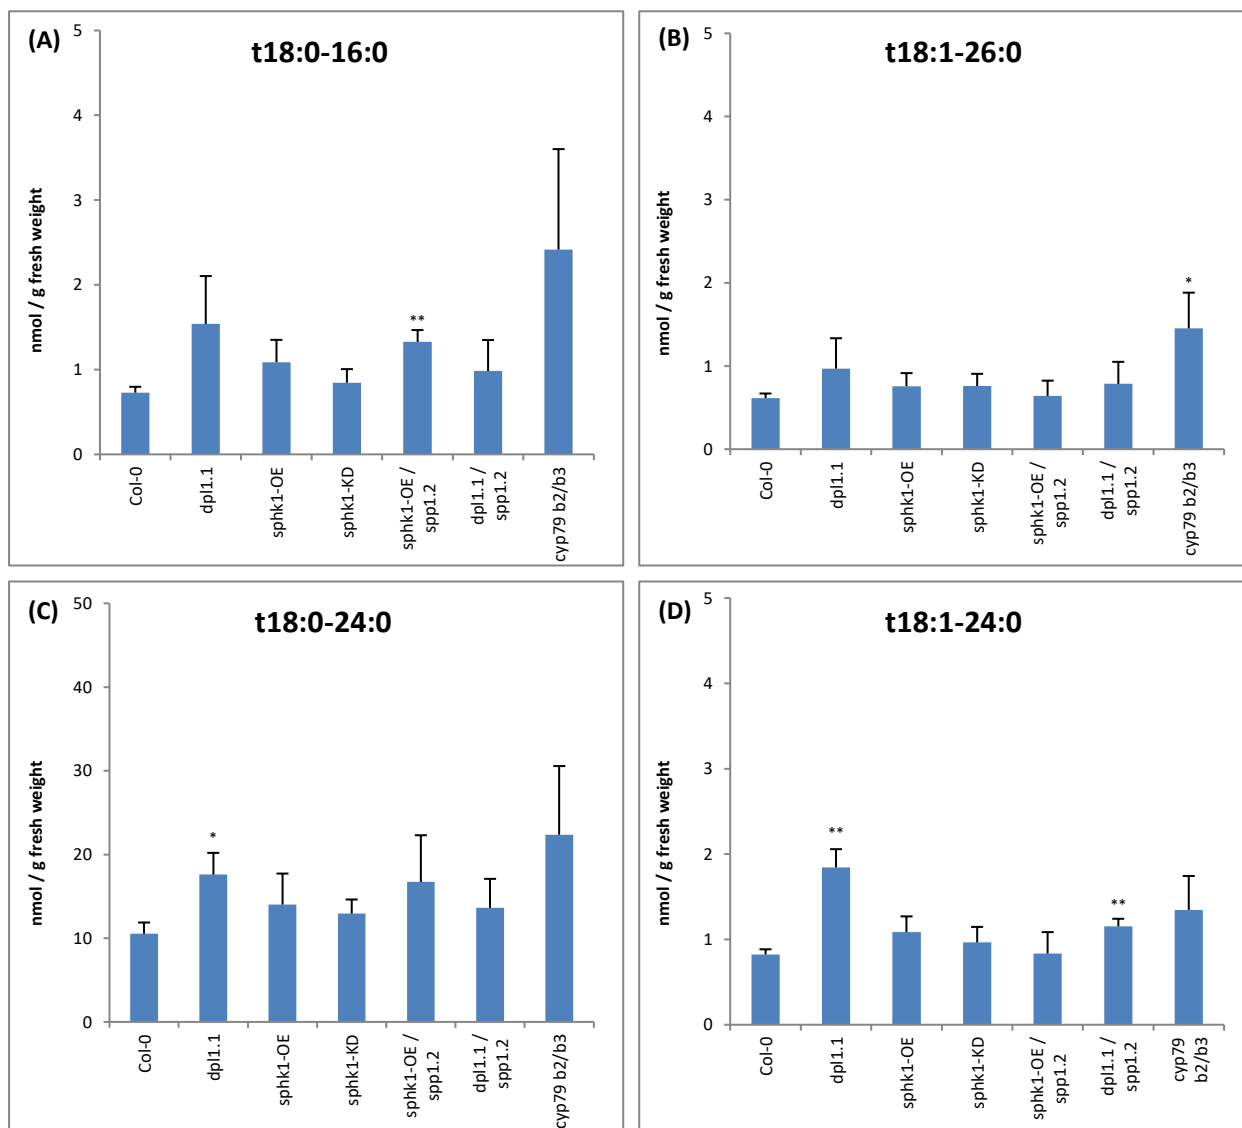 (A)
t18:0-16:0
nmol / g fresh weight
5
4
3
2
1
0
**
Col-0
dpl1.1
sphk1-OE
sphk1-KD
sphk1-OE /
spp1.2
dpl1.1 /
spp1.2
cyp79 b2/b3
(B)
t18:1-26:0
nmol / g fresh weight
5
4
3
2
1
0
*
Col-0
dpl1.1
sphk1-OE
sphk1-KD
sphk1-OE /
spp1.2
dpl1.1 /
spp1.2
cyp79 b2/b3
(C)
t18:0-24:0
nmol / g fresh weight
50
40
30
20
10
0
*
Col-0
dpl1.1
sphk1-OE
sphk1-KD
sphk1-OE /
spp1.2
dpl1.1 /
spp1.2
cyp79 b2/b3
(D)
t18:1-24:0
nmol / g fresh weight
5
4
3
2
1
0
**
**
Col-0
dpl1.1
sphk1-OE
sphk1-KD
sphk1-OE /
spp1.2
dpl1.1 /
spp1.2
cyp79
b2/b3